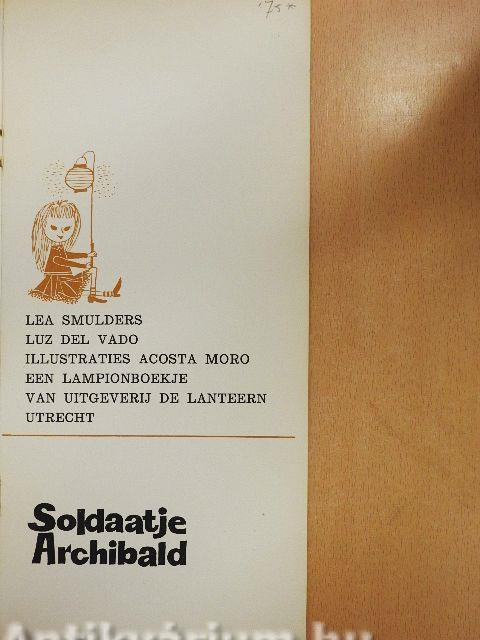 '75*
LEA SMULDERS
LUZ DEL VADO
ILLUSTRATIES ACOSTA MORO
EEN LAMPIONBOEKJE
VAN UITGEVERIJ DE LANTEERN
UTRECHT
Soldaatje
Archibald
Antikvárium.hu